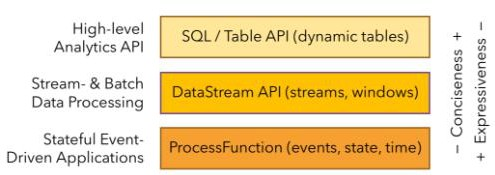 High-level
Analytics API
SQL / Table API (dynamic tables)
Stream- & Batch
Data Processing
DataStream API (streams, windows)
Stateful Event-
Driven Applications
ProcessFunction (events, state, time)
− Conciseness +
+ Expressiveness −